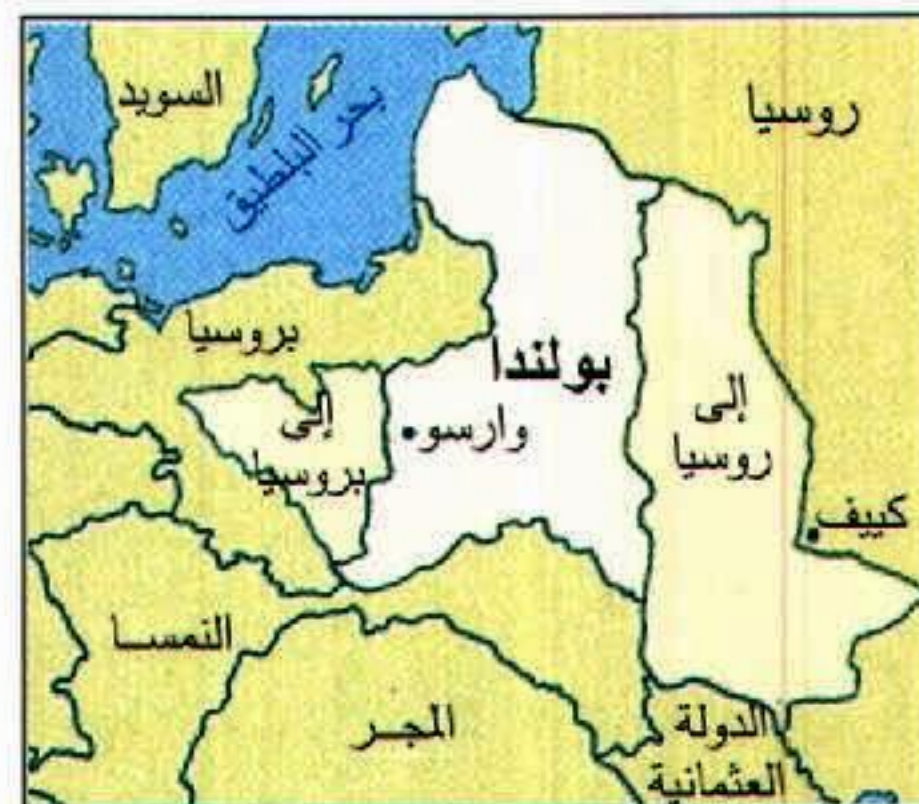 السويد
بحر البلطيق
روسيا
بروسيا
بولندا
إلى
بروسيا
وارسو
إلى
روسيا
كييف
النمسا
المجر
الدولة
العثمانية